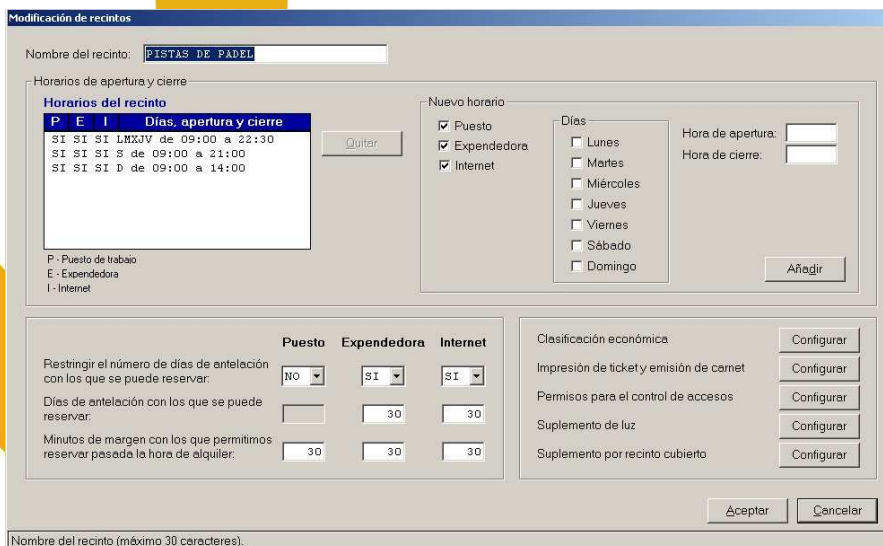 Modificación de recintos
Nombre del recinto: PISTAS DE PADEL
Horarios de apertura y cierre
Horarios del recinto
P E I Días, apertura y cierre
SI SI SI LMXJV de 09:00 a 22:30
SI SI SI S de 09:00 a 21:00
SI SI SI D de 09:00 a 14:00
P - Puesto de trabajo
E - Expendedora
I - Internet
Quitar
Nuevo horario
Puesto
Expendedora
Internet
Días
Lunes
Martes
Miércoles
Jueves
Viernes
Sábado
Domingo
Hora de apertura:
Hora de cierre:
Añadir
Puesto Expendedora Internet
Restringir el número de días de antelación
con los que se puede reservar: NO SI SI
Días de antelación con los que se puede
reservar: 30 30
Minutos de margen con los que permitimos
reservar pasada la hora de alquiler: 30 30 30
Clasificación económica Configurar
Impresión de ticket y emisión de carnet Configurar
Permisos para el control de accesos Configurar
Suplemento de luz Configurar
Suplemento por recinto cubierto Configurar
Aceptar Cancelar
Nombre del recinto (máximo 30 caracteres).